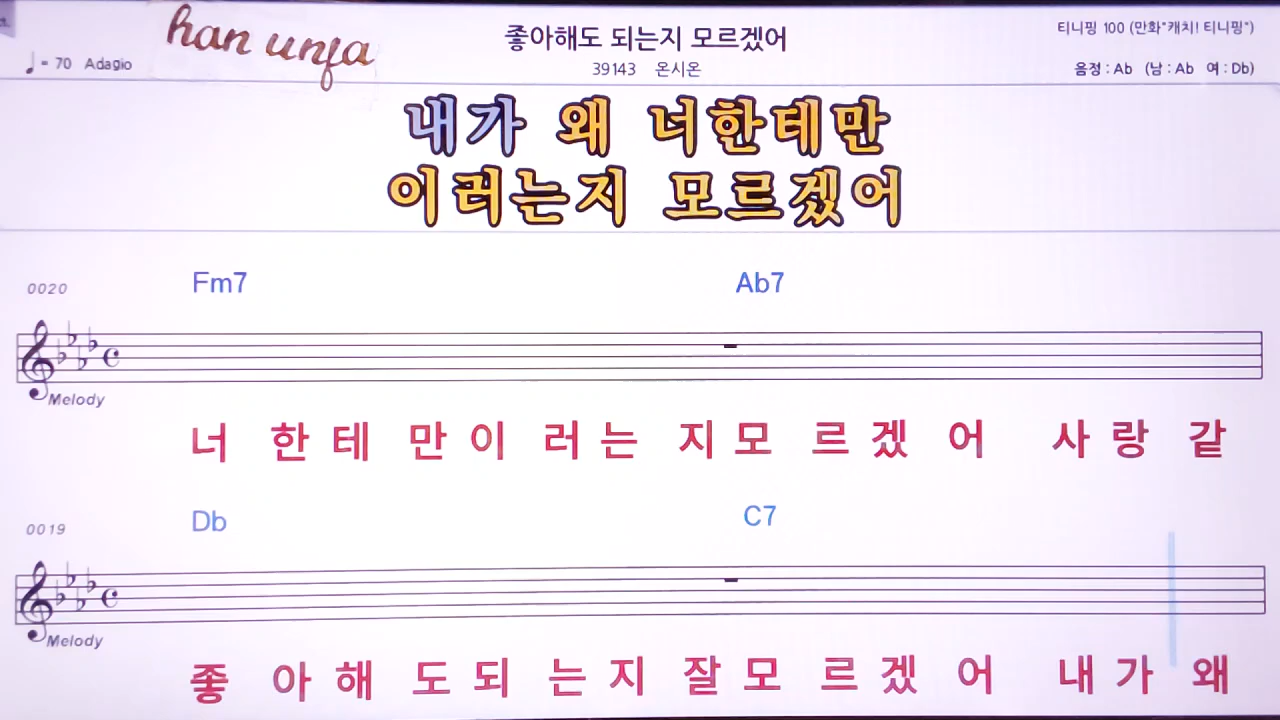 han unfa
좋아해도 되는지 모르겠어
티니핑 100 (만화"캐치! 티니핑")
♩ = 70 Adagio
39143 온시온
음정 : Ab (남 : Ab 여 : Db)
내가 왜 너한테만
이러는지 모르겠어
0020
Fm7 Ab7
Melody
너 한 테 만 이 러 는 지 모 르 겠 어 사 랑 같
0019
Db C7
Melody
좋 아 해 도 되 는 지 잘 모 르 겠 어 내 가 왜